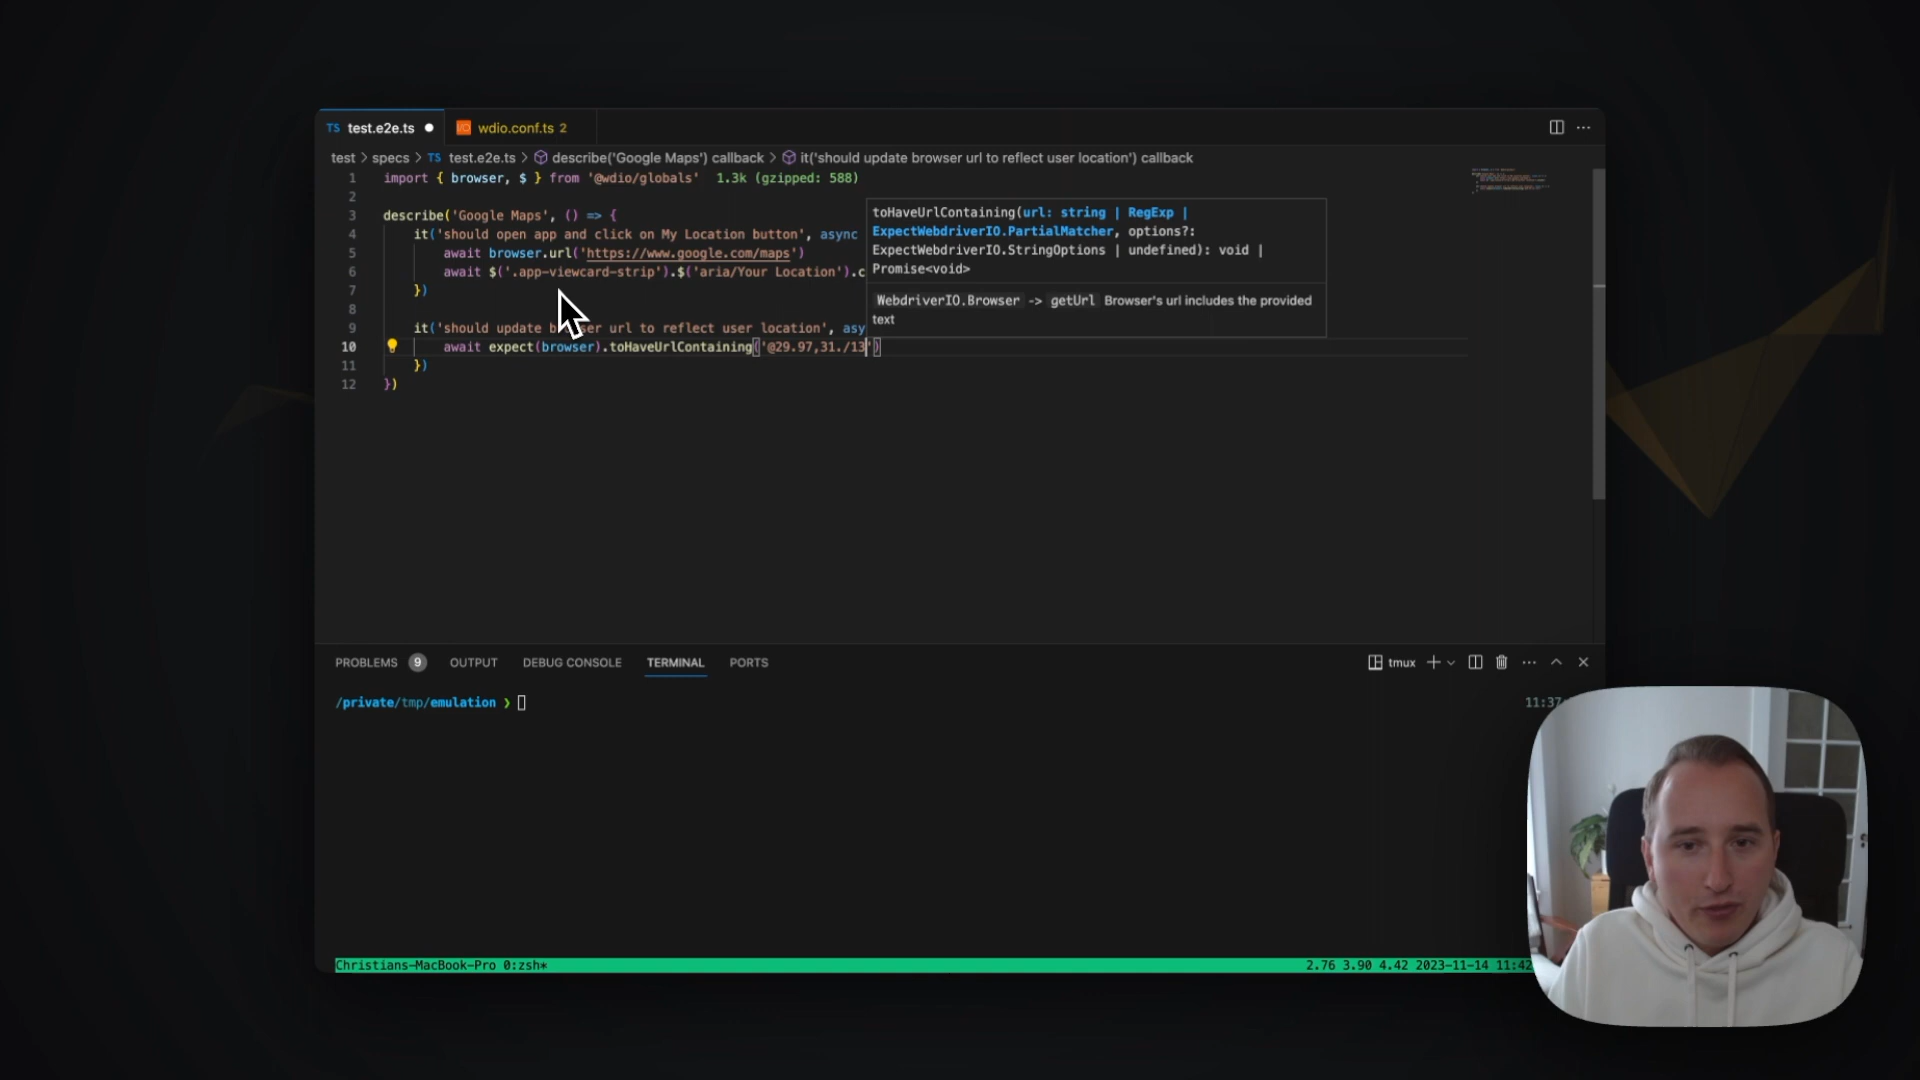 TS test.e2e.ts wdio.conf.ts 2
test > specs > TS test.e2e.ts > describe('Google Maps') callback > it('should update browser url to reflect user location') callback
1 import { browser, $ } from '@wdio/globals' 1.3k (gzipped: 588)
2
3 describe('Google Maps', () => {
4 it('should open app and click on My Location button', async
5 await browser.url('https://www.google.com/maps')
6 await $('.app-viewcard-strip').$('aria/Your Location').c
7 })
8
9 it('should update browser url to reflect user location', asy
10 await expect(browser).toHaveUrlContaining('@29.97,31./13')
11 })
12 })
toHaveUrlContaining(url: string | RegExp |
ExpectWebdriverIO.PartialMatcher, options?:
ExpectWebdriverIO.StringOptions | undefined): void |
Promise<void>
WebdriverIO.Browser -> getUrl Browser's url includes the provided
text
PROBLEMS 9 OUTPUT DEBUG CONSOLE TERMINAL PORTS tmux
/private/tmp/emulation ❯ 11:37
Christians-MacBook-Pro 0:zsh* 2.76 3.90 4.42 2023-11-14 11:42